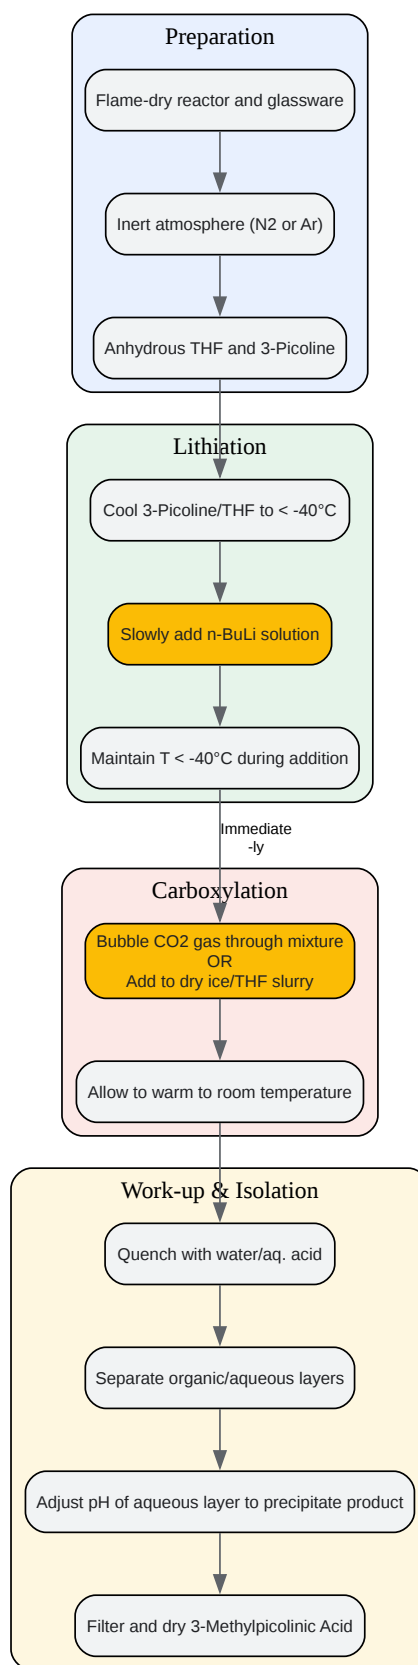 Preparation
Flame-dry reactor and glassware
Inert atmosphere (N2 or Ar)
Anhydrous THF and 3-Picoline
Lithiation
Cool 3-Picoline/THF to < -40°C
Slowly add n-BuLi solution
Maintain T < -40°C during addition
Immediate
-ly
Carboxylation
Bubble CO2 gas through mixture
OR
Add to dry ice/THF slurry
Allow to warm to room temperature
Work-up & Isolation
Quench with water/aq. acid
Separate organic/aqueous layers
Adjust pH of aqueous layer to precipitate product
Filter and dry 3-Methylpicolinic Acid